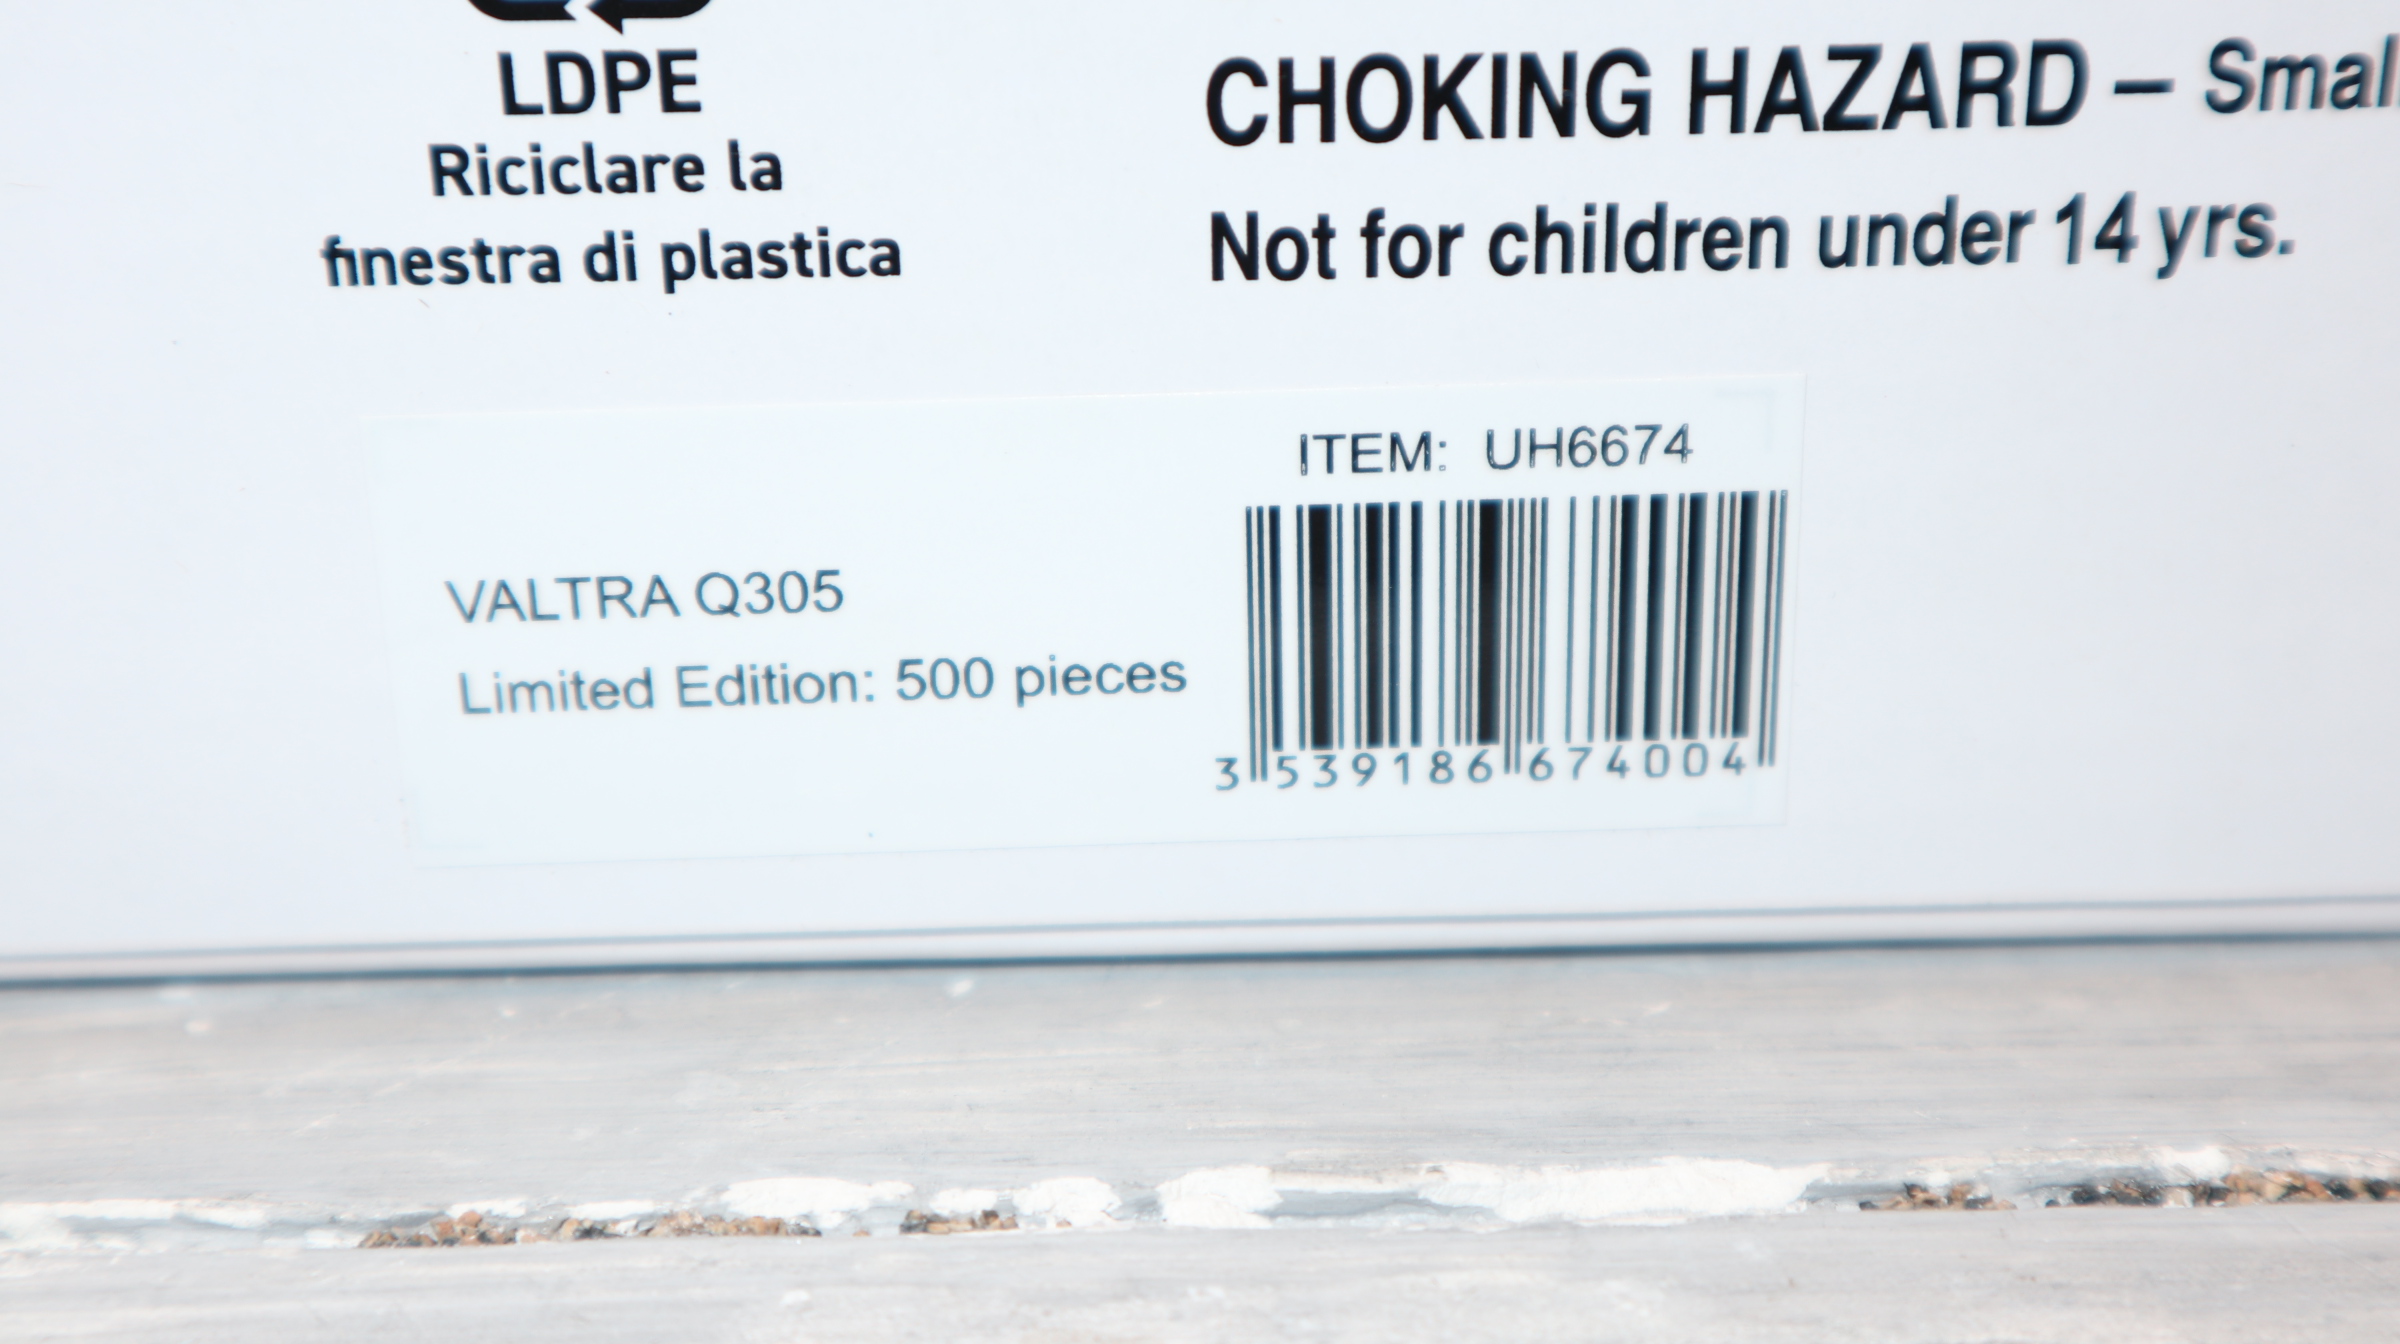 LDPE
Riciclare la
finestra di plastica
CHOKING HAZARD – Small
Not for children under 14 yrs.
ITEM: UH6674
VALTRA Q305
Limited Edition: 500 pieces
3 539186 674004